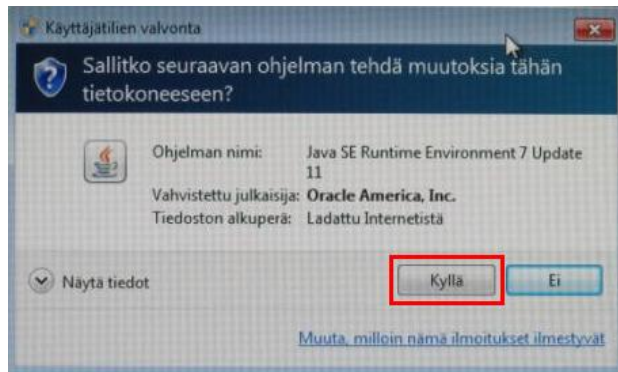 Käyttäjätilien valvonta
Sallitko seuraavan ohjelman tehdä muutoksia tähän
tietokoneeseen?
Ohjelman nimi: Java SE Runtime Environment 7 Update
11
Vahvistettu julkaisija: Oracle America, Inc.
Tiedoston alkuperä: Ladattu Internetistä
Näytä tiedot Kyllä Ei
Muuta, milloin nämä ilmoitukset ilmestyvät